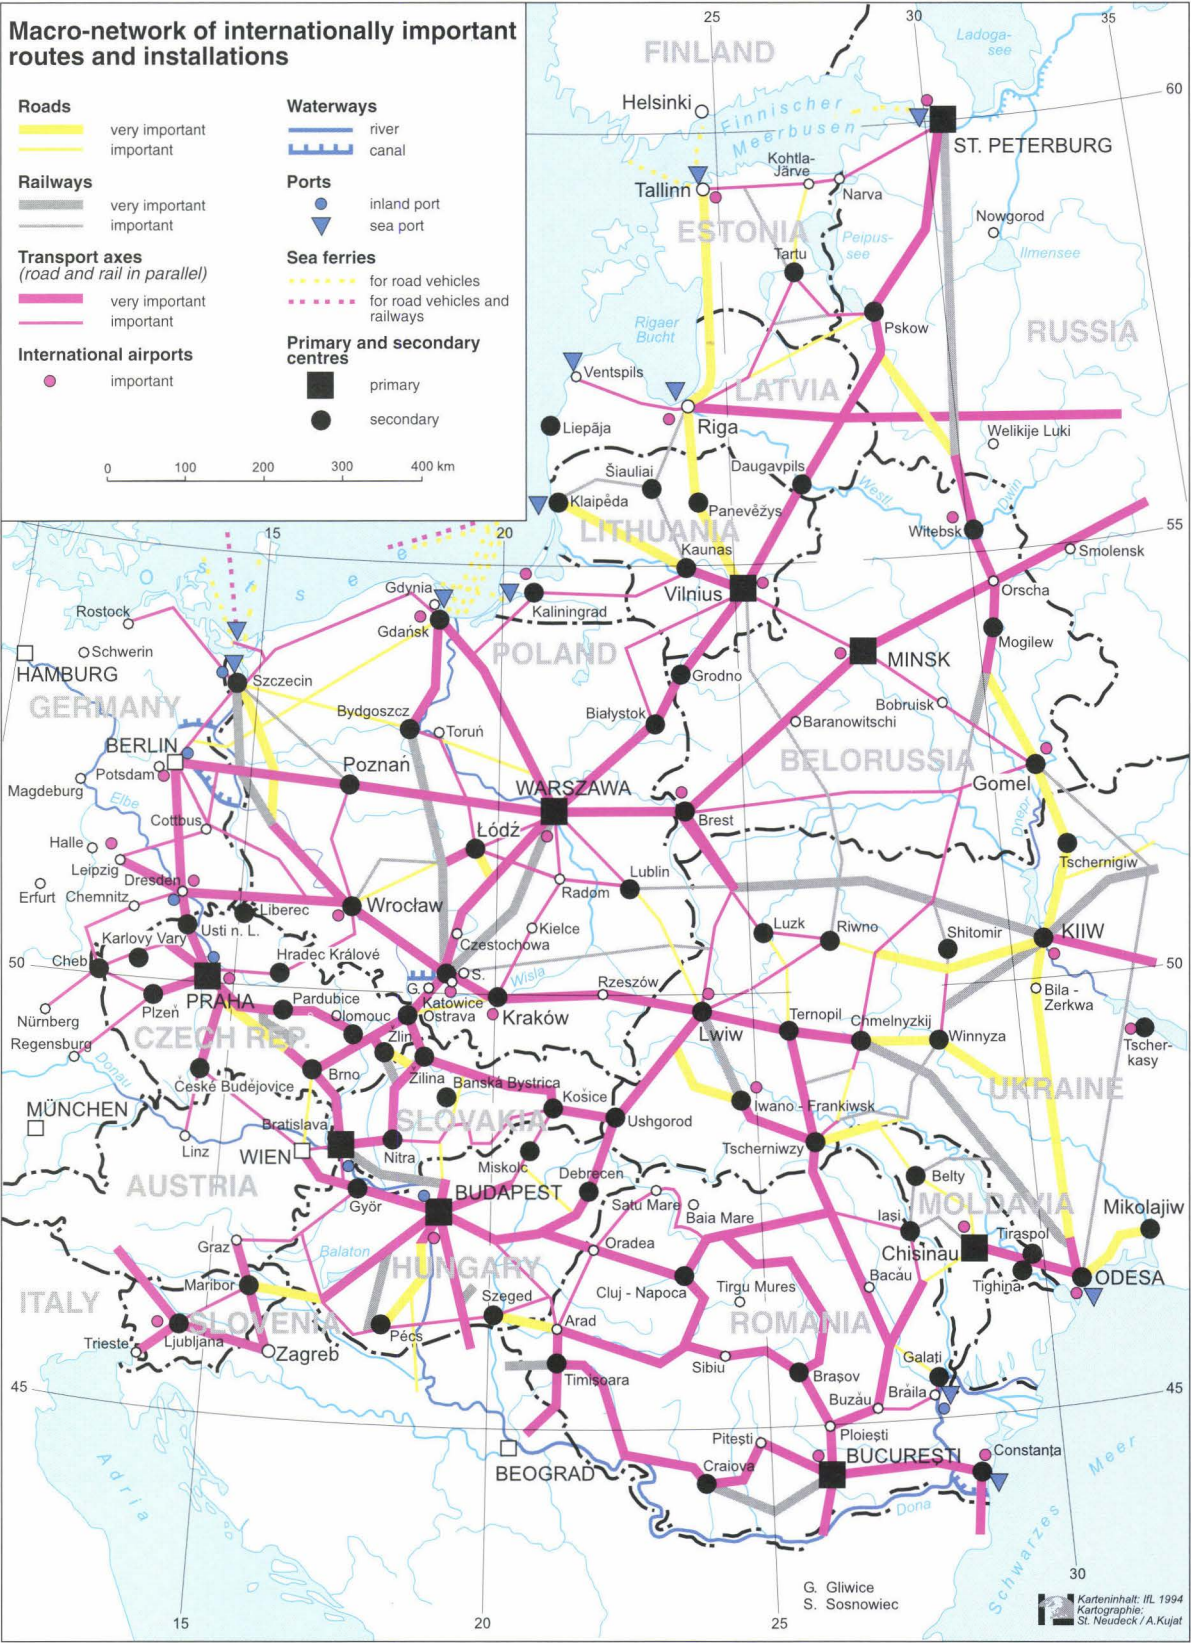 Macro-network of internationally important
routes and installations
Roads
very important
important
Railways
very important
important
Transport axes
(road and rail in parallel)
very important
important
International airports
important
Waterways
river
canal
Ports
inland port
sea port
Sea ferries
for road vehicles
for road vehicles and
railways
Primary and secondary
centres
primary
secondary
0 100 200 300 400 km
25 30 35
FINLAND
Ladoga-
see
60
Helsinki
Finnischer
Meerbusen
ST. PETERBURG
Kohtla-
Järve
Tallinn
Narva
Nowgorod
ESTONIA
Peipus-
see
Ilmensee
Tartu
Rigaer
Bucht
Pskow
RUSSIA
Ventspils
LATVIA
Liepāja
Riga
Welikije Luki
Šiauliai
Daugavpils
Westl.
Dwin
Klaipėda
Panevėžys
LITHUANIA
55
Witebsk
15
20
Kaunas
Smolensk
O s t s e e
Gdynia
Vilnius
Orscha
Rostock
Kaliningrad
Gdańsk
Mogilew
Schwerin
POLAND
MINSK
HAMBURG
Szczecin
Grodno
GERMANY
Bydgoszcz
Białystok
Bobruisk
Toruń
Baranowitschi
BERLIN
Poznań
BELORUSSIA
Potsdam
WARSZAWA
Gomel
Magdeburg
Elbe
Brest
Dnepr
Cottbus
Łódź
Halle
Tschernigiw
Leipzig
Dresden
Lublin
Erfurt
Chemnitz
Radom
Liberec
Wrocław
Usti n. L.
Kielce
Luzk
Riwno
Shitomir
KIIW
Karlovy Vary
Czestochowa
50
Cheb
Hradec Králové
S.
Wisla
50
G.
Rzeszów
Bila -
Zerkwa
PRAHA
Katowice
Plzeń
Pardubice
Ostrava
Kraków
Nürnberg
Olomouc
Lwiw
Ternopil
Chmelnyzkij
Winnyza
Tscher-
kasy
CZECH REP.
Zlin
Regensburg
Donau
Brno
Žilina
Banská Bystrica
České Budéjovice
Košice
UKRAINE
MÜNCHEN
SLOVAKIA
Iwano - Frankiwsk
Bratislava
Ushgorod
Linz
WIEN
Nitra
Tscherniwzy
Miskolc
Debrecen
Belty
AUSTRIA
BUDAPEST
Győr
Satu Mare
Baia Mare
MOLDAVIA
Mikolajiw
Iaşi
Graz
Balaton
Oradea
Chisinau
Tiraspol
HUNGARY
Maribor
Cluj - Napoca
Tirgu Mures
Bacău
Tighina
ODESA
ITALY
Szeged
SLOVENIA
Arad
ROMANIA
Trieste
Ljubljana
Zagreb
Pécs
Sibiu
Galați
45
Timișoara
Braşov
Brăila
45
Buzău
Ploieşti
Piteşti
BEOGRAD
Craiova
BUCUREŞTI
Constanța
Adria
Dona
Schwarzes Meer
15
20
25
30
G. Gliwice
S. Sosnowiec
Karteninhalt: IfL 1994
Kartographie:
St. Neudeck / A.Kujat